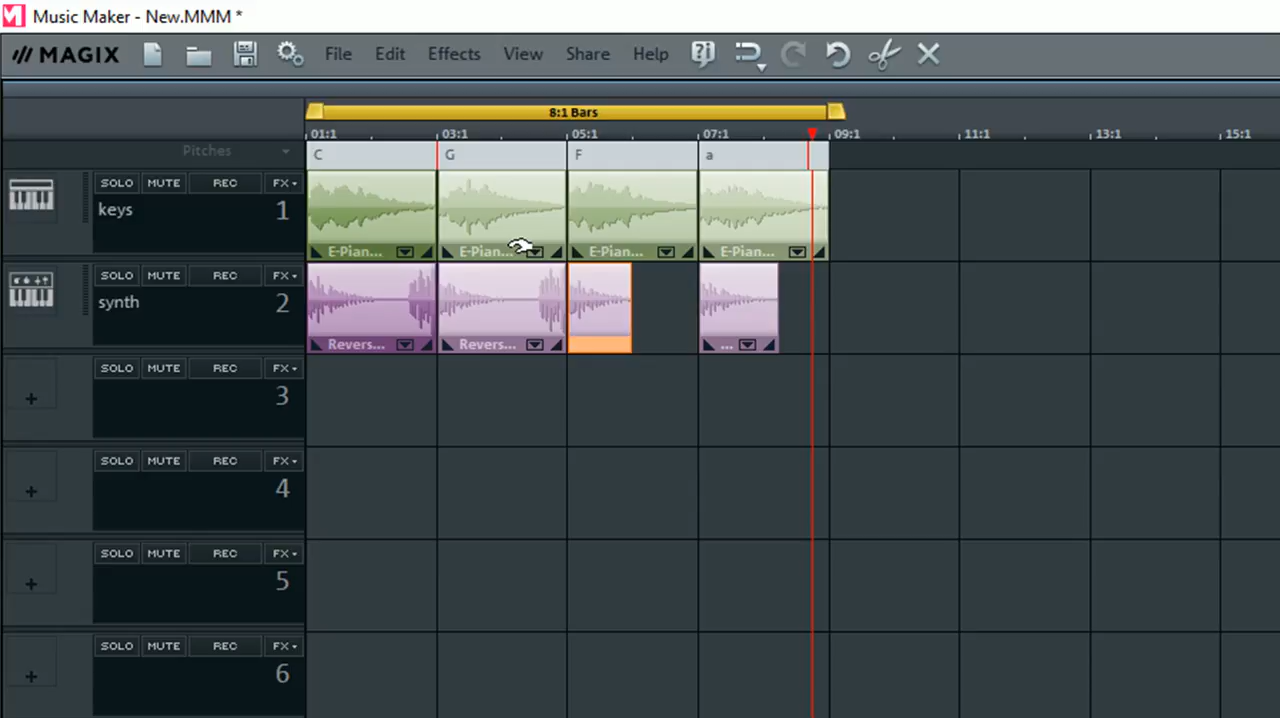 Music Maker - New.MMM *
MAGIX File Edit Effects View Share Help
8:1 Bars
01:1 03:1 05:1 07:1 09:1 11:1 13:1 15:1
Pitches C G F a
SOLO MUTE REC FX
keys 1
E-Pian... E-Pian... E-Pian... E-Pian...
SOLO MUTE REC FX
synth 2
Revers... Revers... ...
SOLO MUTE REC FX
3
SOLO MUTE REC FX
4
SOLO MUTE REC FX
5
SOLO MUTE REC FX
6